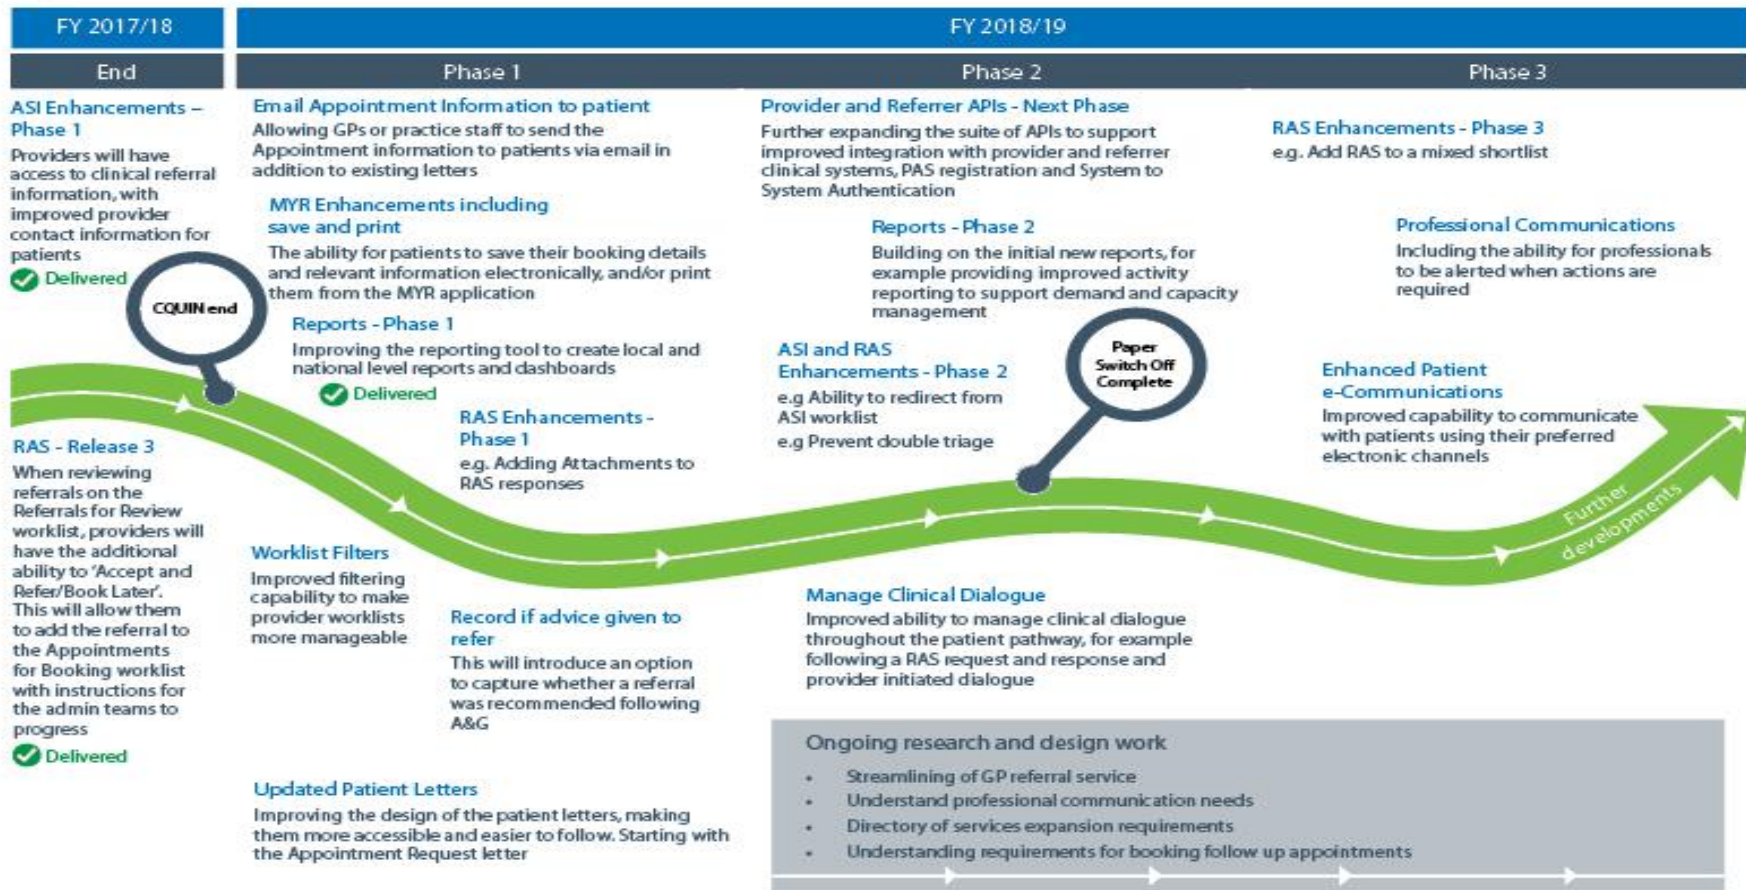 FY 2017/18
FY 2018/19
End
Phase 1
Phase 2
Phase 3
ASI Enhancements –
Phase 1
Providers will have
access to clinical referral
information, with
improved provider
contact information for
patients
Delivered
CQUIN end
RAS - Release 3
When reviewing
referrals on the
Referrals for Review
worklist, providers will
have the additional
ability to ‘Accept and
Refer/Book Later’.
This will allow them
to add the referral to
the Appointments
for Booking worklist
with instructions for
the admin teams to
progress
Delivered
Email Appointment Information to patient
Allowing GPs or practice staff to send the
Appointment information to patients via email in
addition to existing letters
MYR Enhancements including
save and print
The ability for patients to save their booking details
and relevant information electronically, and/or print
them from the MYR application
Reports - Phase 1
Improving the reporting tool to create local and
national level reports and dashboards
Delivered
RAS Enhancements -
Phase 1
e.g. Adding Attachments to
RAS responses
Worklist Filters
Improved filtering
capability to make
provider worklists
more manageable
Record if advice given to
refer
This will introduce an option
to capture whether a referral
was recommended following
A&G
Updated Patient Letters
Improving the design of the patient letters, making
them more accessible and easier to follow. Starting with
the Appointment Request letter
Provider and Referrer APIs - Next Phase
Further expanding the suite of APIs to support
improved integration with provider and referrer
clinical systems, PAS registration and System to
System Authentication
Reports - Phase 2
Building on the initial new reports, for
example providing improved activity
reporting to support demand and capacity
management
ASI and RAS
Enhancements - Phase 2
e.g Ability to redirect from
ASI worklist
e.g Prevent double triage
Paper
Switch Off
Complete
Manage Clinical Dialogue
Improved ability to manage clinical dialogue
throughout the patient pathway, for example
following a RAS request and response and
provider initiated dialogue
RAS Enhancements - Phase 3
e.g. Add RAS to a mixed shortlist
Professional Communications
Including the ability for professionals
to be alerted when actions are
required
Enhanced Patient
e-Communications
Improved capability to communicate
with patients using their preferred
electronic channels
Further
developments
Ongoing research and design work
• Streamlining of GP referral service
• Understand professional communication needs
• Directory of services expansion requirements
• Understanding requirements for booking follow up appointments